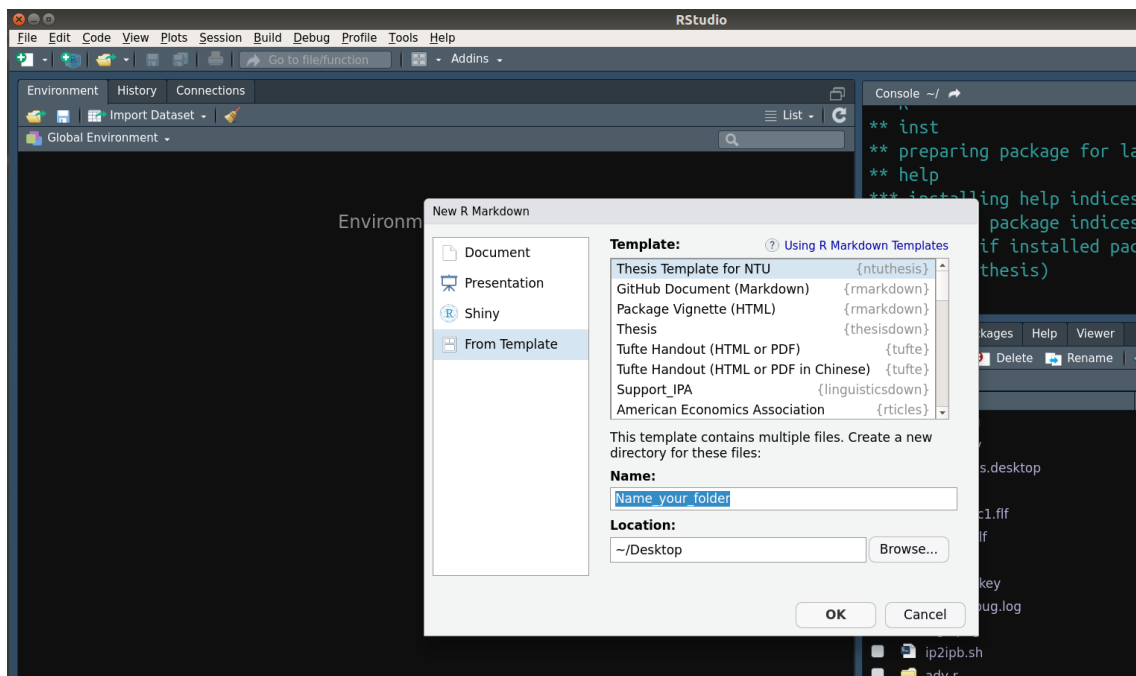 RStudio
File Edit Code View Plots Session Build Debug Profile Tools Help
Go to file/function Addins
Environment History Connections
Import Dataset List
Global Environment
Environm
Console ~/
** inst
** preparing package for la
** help
*** installing help indices
package indices
if installed pac
thesis)
kages Help Viewer
Delete Rename
s.desktop
c1.flf
lf
key
bug.log
ip2ipb.sh
adv.r
New R Markdown
Document
Presentation
R Shiny
From Template
Template: ? Using R Markdown Templates
Thesis Template for NTU {ntuthesis}
GitHub Document (Markdown) {rmarkdown}
Package Vignette (HTML) {rmarkdown}
Thesis {thesisdown}
Tufte Handout (HTML or PDF) {tufte}
Tufte Handout (HTML or PDF in Chinese) {tufte}
Support_IPA {linguisticsdown}
American Economics Association {rticles}
This template contains multiple files. Create a new
directory for these files:
Name:
Name_your_folder
Location:
~/Desktop Browse...
OK Cancel